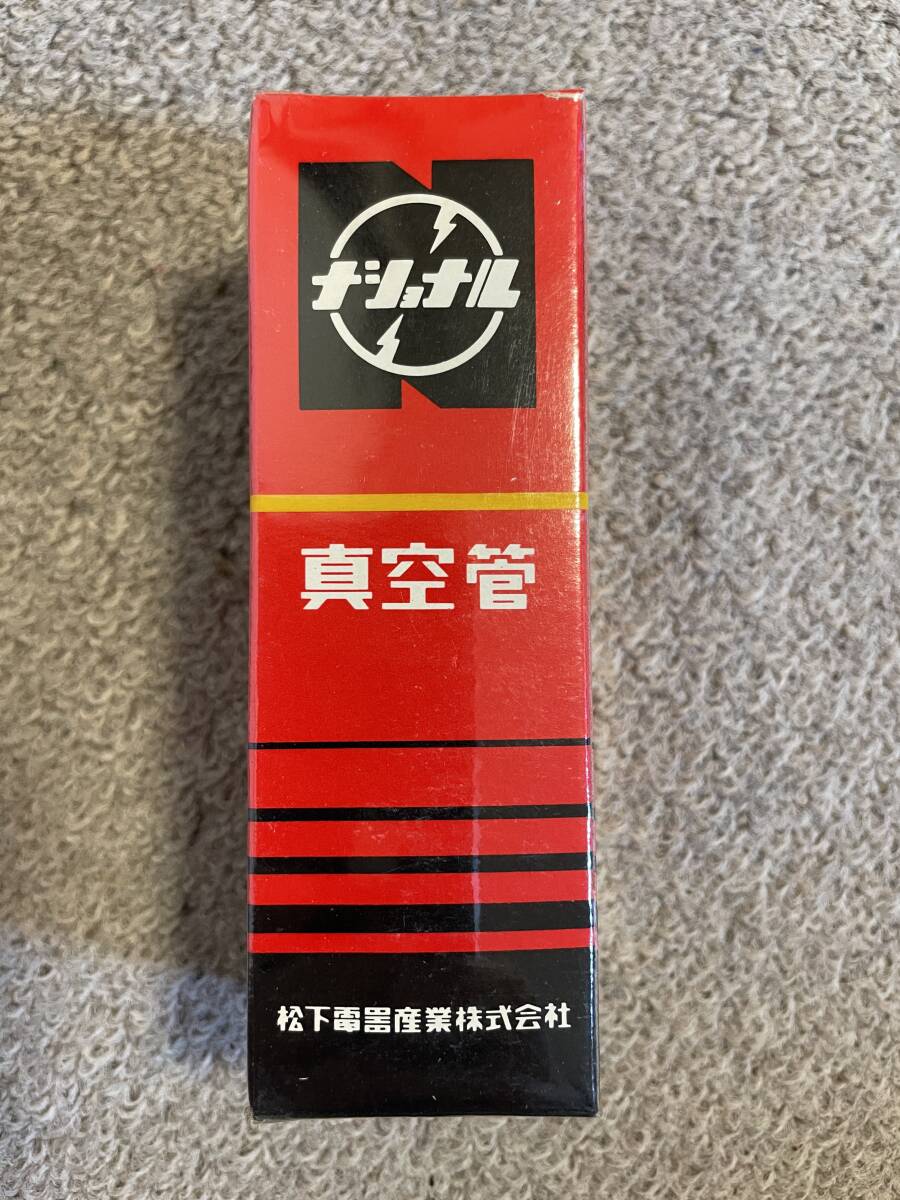 ナショナル
真空管
松下電器産業株式会社